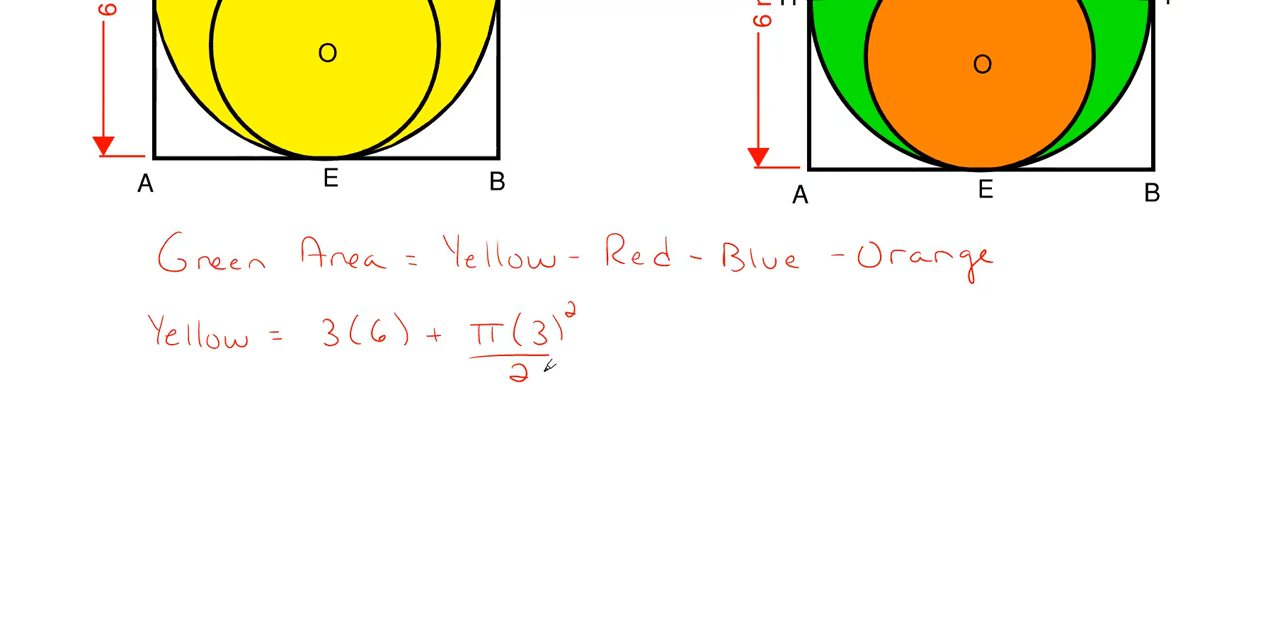 6
O
A
E
B
6
O
A
E
B
Green Area = Yellow - Red - Blue - Orange
Yellow = 3(6) + π(3)²/2